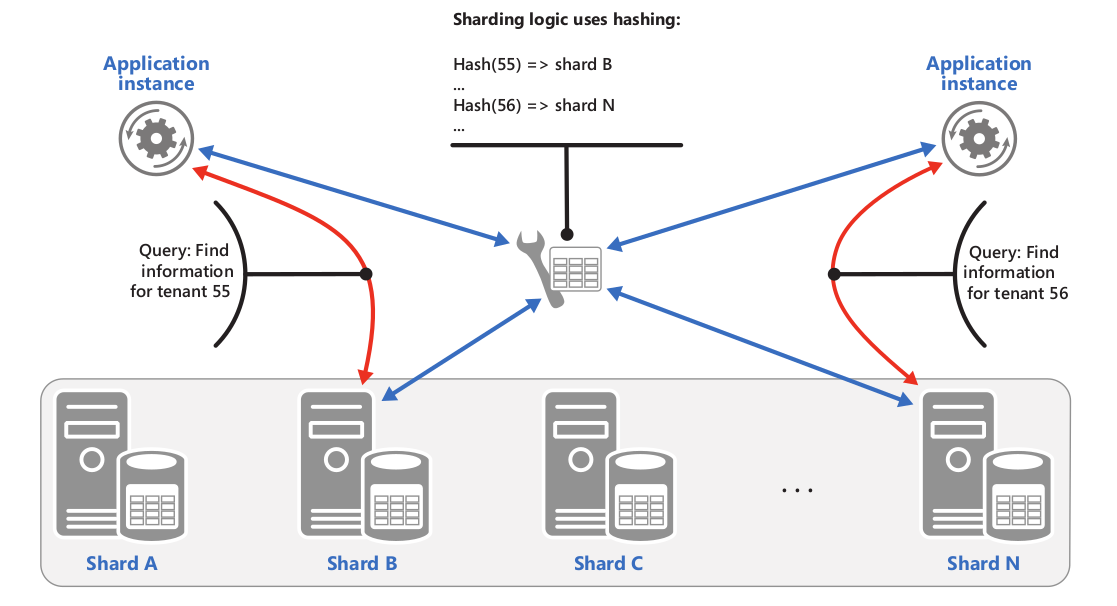 Sharding logic uses hashing:
Hash(55) => shard B
...
Hash(56) => shard N
...
Application
instance
Application
instance
Query: Find
information
for tenant 55
Query: Find
information
for tenant 56
. . .
Shard A
Shard B
Shard C
Shard N